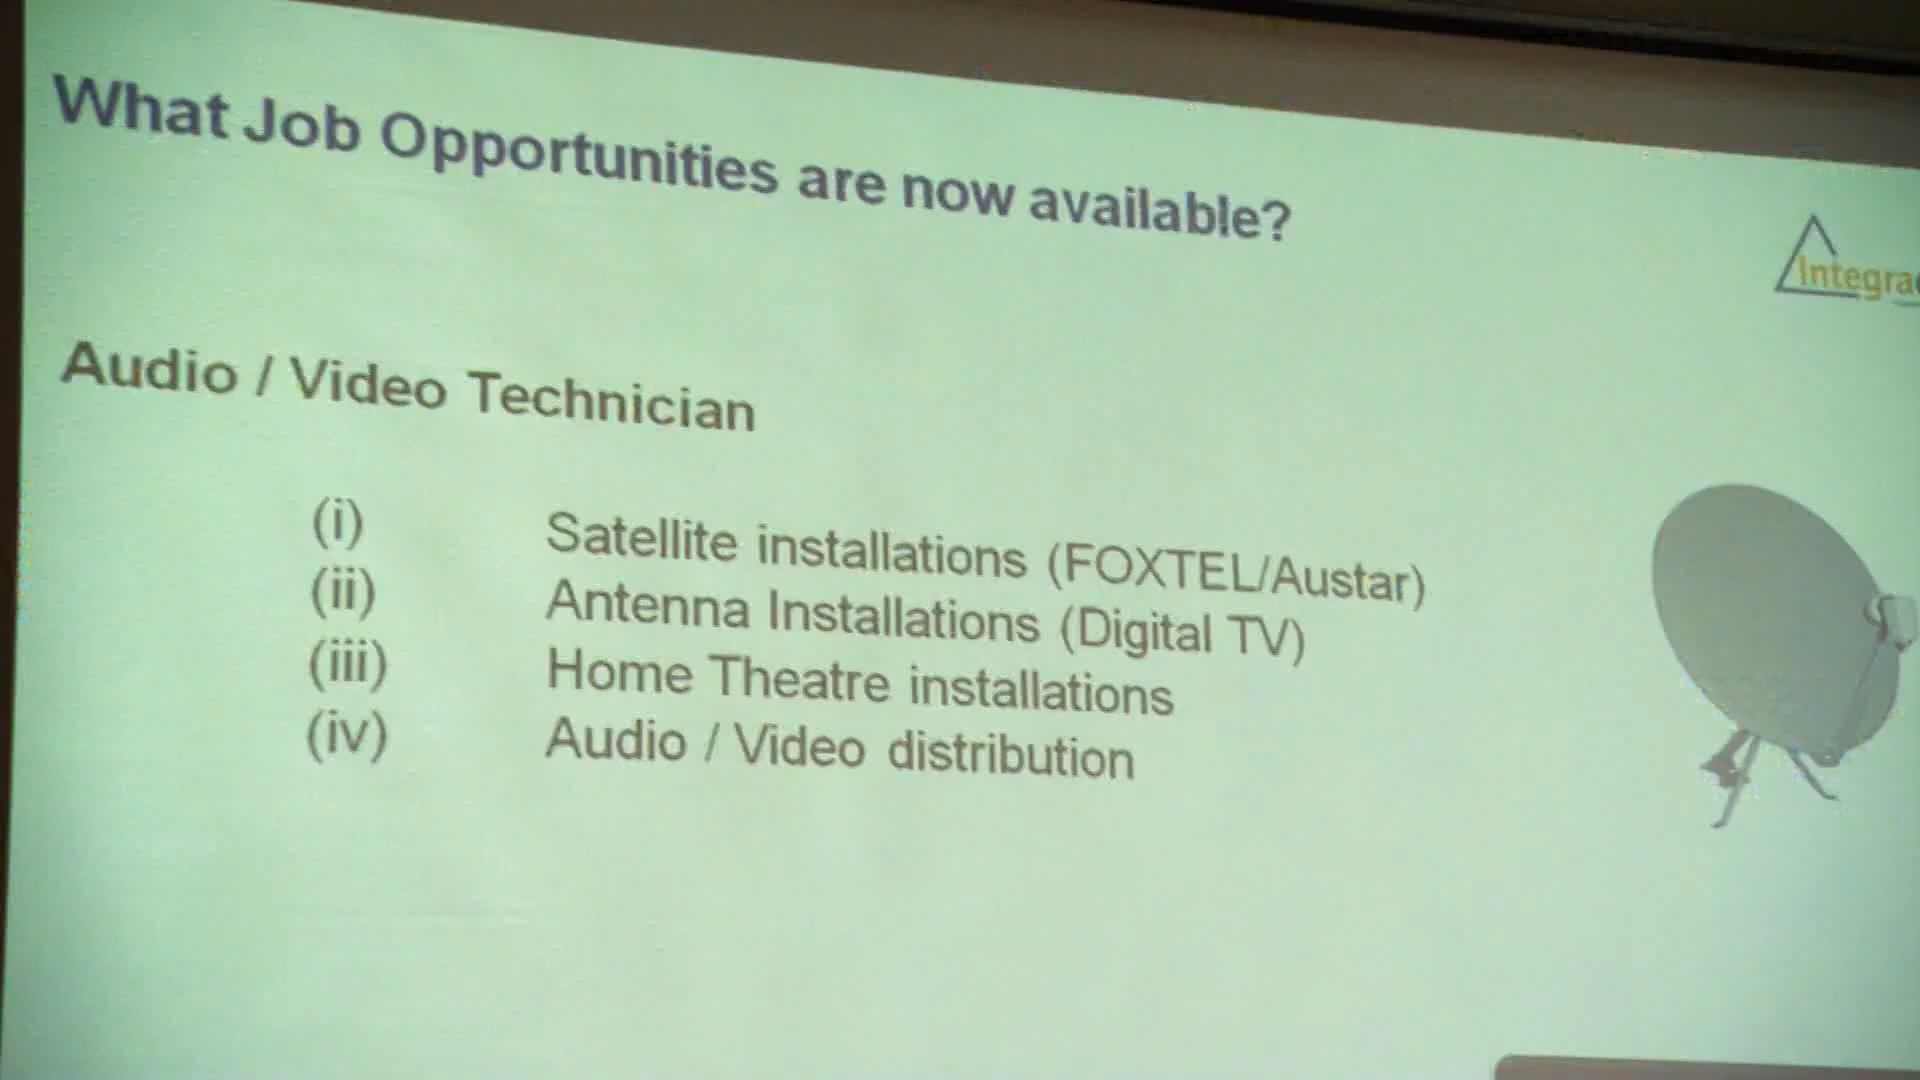 What Job Opportunities are now available?
Audio / Video Technician
(i) Satellite installations (FOXTEL/Austar)
(ii) Antenna Installations (Digital TV)
(iii) Home Theatre installations
(iv) Audio / Video distribution